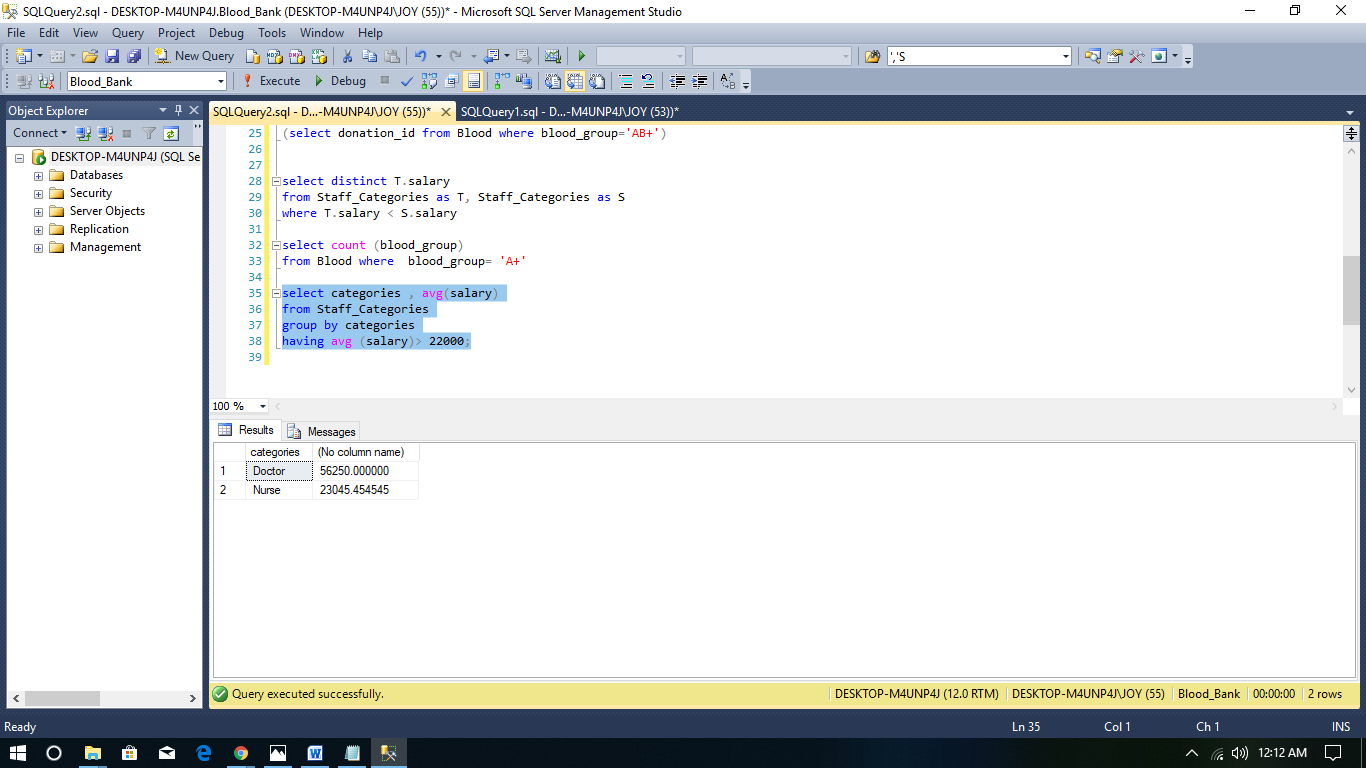 SQLQuery2.sql - DESKTOP-M4UNP4J.Blood_Bank (DESKTOP-M4UNP4J\JOY (55))* - Microsoft SQL Server Management Studio
File Edit View Query Project Debug Tools Window Help
New Query ','S
Blood_Bank Execute Debug
Object Explorer
Connect
DESKTOP-M4UNP4J (SQL Se
Databases
Security
Server Objects
Replication
Management
SQLQuery2.sql - D...-M4UNP4J\JOY (55))* SQLQuery1.sql - D...-M4UNP4J\JOY (53))*
25 (select donation_id from Blood where blood_group='AB+')
26
27
28 select distinct T.salary
29 from Staff_Categories as T, Staff_Categories as S
30 where T.salary < S.salary
31
32 select count (blood_group)
33 from Blood where  blood_group= 'A+'
34
35 select categories , avg(salary)
36 from Staff_Categories
37 group by categories
38 having avg (salary)> 22000;
39
100 %
Results Messages
categories (No column name)
1 Doctor 56250.000000
2 Nurse 23045.454545
Query executed successfully. DESKTOP-M4UNP4J (12.0 RTM) DESKTOP-M4UNP4J\JOY (55) Blood_Bank 00:00:00 2 rows
Ready Ln 35 Col 1 Ch 1 INS
12:12 AM